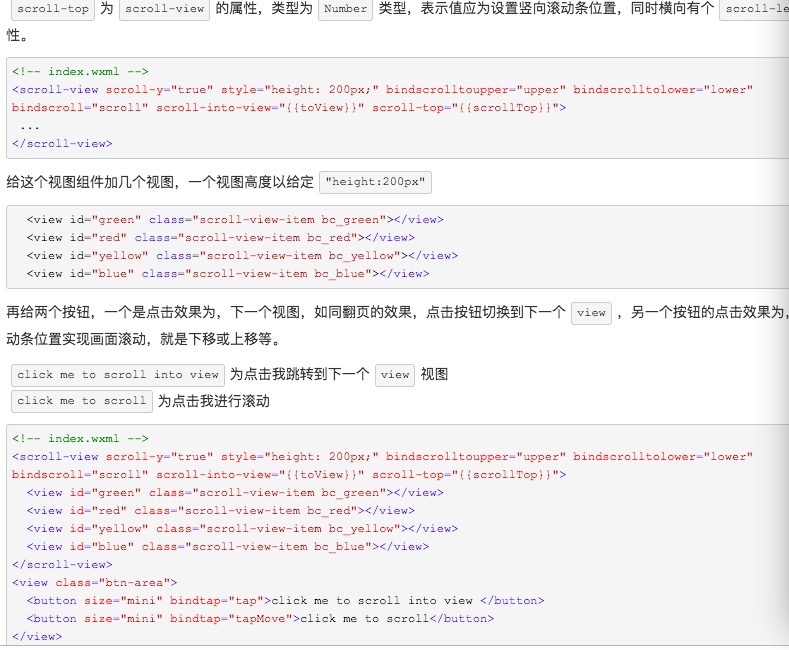 scroll-top 为 scroll-view 的属性，类型为 Number 类型，表示值应为设置竖向滚动条位置，同时横向有个 scroll-le
性。
<!-- index.wxml -->
<scroll-view scroll-y="true" style="height: 200px;" bindscrolltoupper="upper" bindscrolltolower="lower"
bindscroll="scroll" scroll-into-view="{{toView}}" scroll-top="{{scrollTop}}">
...
</scroll-view>
给这个视图组件加几个视图，一个视图高度以给定 "height:200px"
<view id="green" class="scroll-view-item bc_green"></view>
<view id="red" class="scroll-view-item bc_red"></view>
<view id="yellow" class="scroll-view-item bc_yellow"></view>
<view id="blue" class="scroll-view-item bc_blue"></view>
再给两个按钮，一个是点击效果为，下一个视图，如同翻页的效果，点击按钮切换到下一个 view ，另一个按钮的点击效果为，
动条位置实现画面滚动，就是下移或上移等。
click me to scroll into view 为点击我跳转到下一个 view 视图
click me to scroll 为点击我进行滚动
<!-- index.wxml -->
<scroll-view scroll-y="true" style="height: 200px;" bindscrolltoupper="upper" bindscrolltolower="lower"
bindscroll="scroll" scroll-into-view="{{toView}}" scroll-top="{{scrollTop}}">
<view id="green" class="scroll-view-item bc_green"></view>
<view id="red" class="scroll-view-item bc_red"></view>
<view id="yellow" class="scroll-view-item bc_yellow"></view>
<view id="blue" class="scroll-view-item bc_blue"></view>
</scroll-view>
<view class="btn-area">
<button size="mini" bindtap="tap">click me to scroll into view </button>
<button size="mini" bindtap="tapMove">click me to scroll</button>
</view>